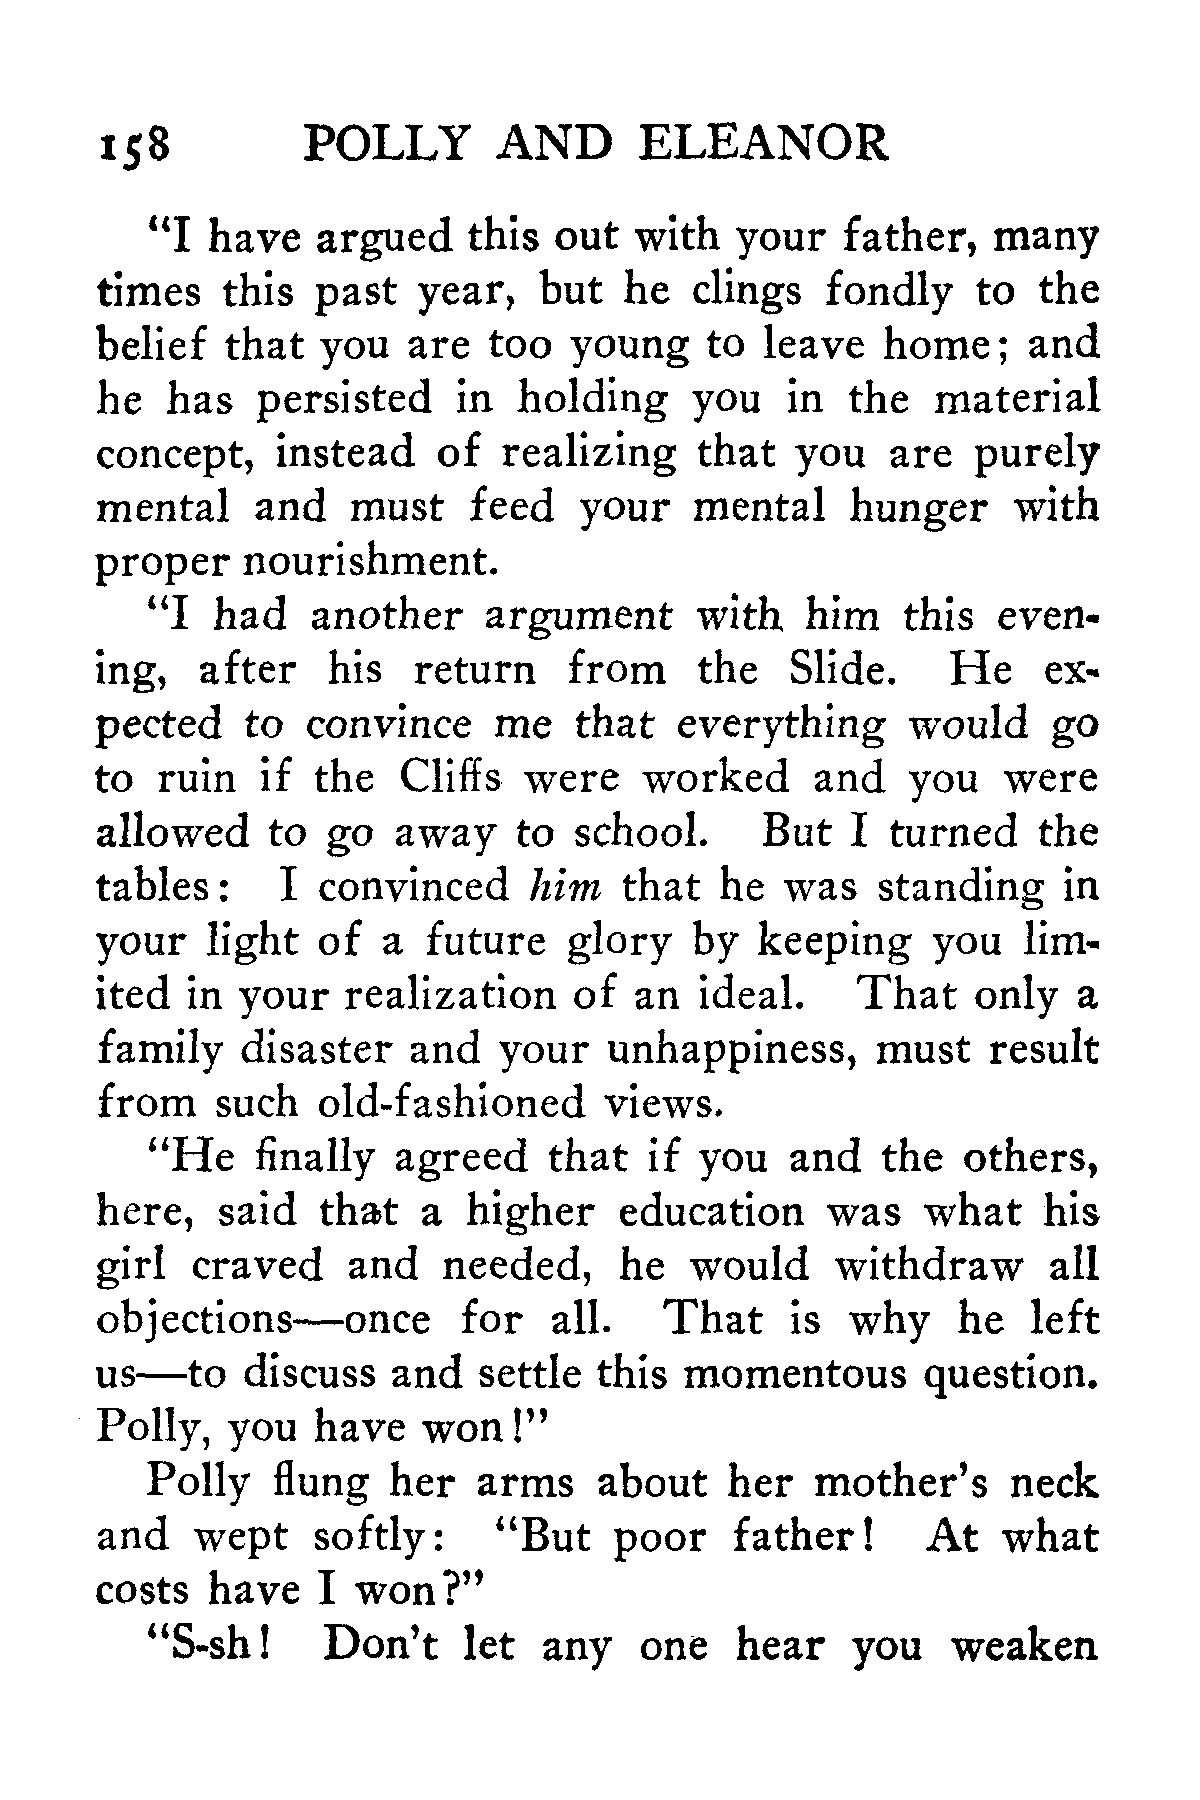 158 POLLY AND ELEANOR
“I have argued this out with your father, many
times this past year, but he clings fondly to the
belief that you are too young to leave home; and
he has persisted in holding you in the material
concept, instead of realizing that you are purely
mental and must feed your mental hunger with
proper nourishment.
“I had another argument with him this even-
ing, after his return from the Slide. He ex-
pected to convince me that everything would go
to ruin if the Cliffs were worked and you were
allowed to go away to school. But I turned the
tables: I convinced him that he was standing in
your light of a future glory by keeping you lim-
ited in your realization of an ideal. That only a
family disaster and your unhappiness, must result
from such old-fashioned views.
“He finally agreed that if you and the others,
here, said that a higher education was what his
girl craved and needed, he would withdraw all
objections—once for all. That is why he left
us—to discuss and settle this momentous question.
Polly, you have won!”
Polly flung her arms about her mother’s neck
and wept softly: “But poor father! At what
costs have I won?”
“S-sh! Don’t let any one hear you weaken